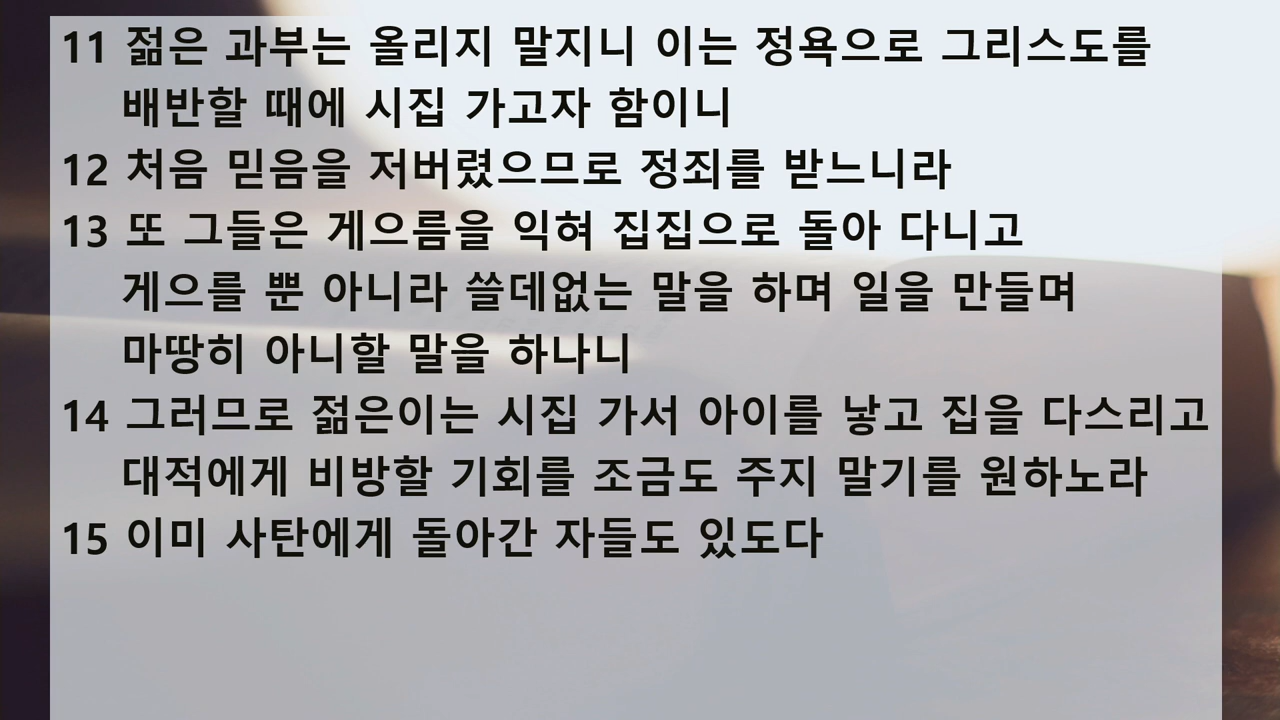 11 젊은 과부는 올리지 말지니 이는 정욕으로 그리스도를
배반할 때에 시집 가고자 함이니
12 처음 믿음을 저버렸으므로 정죄를 받느니라
13 또 그들은 게으름을 익혀 집집으로 돌아 다니고
게으를 뿐 아니라 쓸데없는 말을 하며 일을 만들며
마땅히 아니할 말을 하나니
14 그러므로 젊은이는 시집 가서 아이를 낳고 집을 다스리고
대적에게 비방할 기회를 조금도 주지 말기를 원하노라
15 이미 사탄에게 돌아간 자들도 있도다